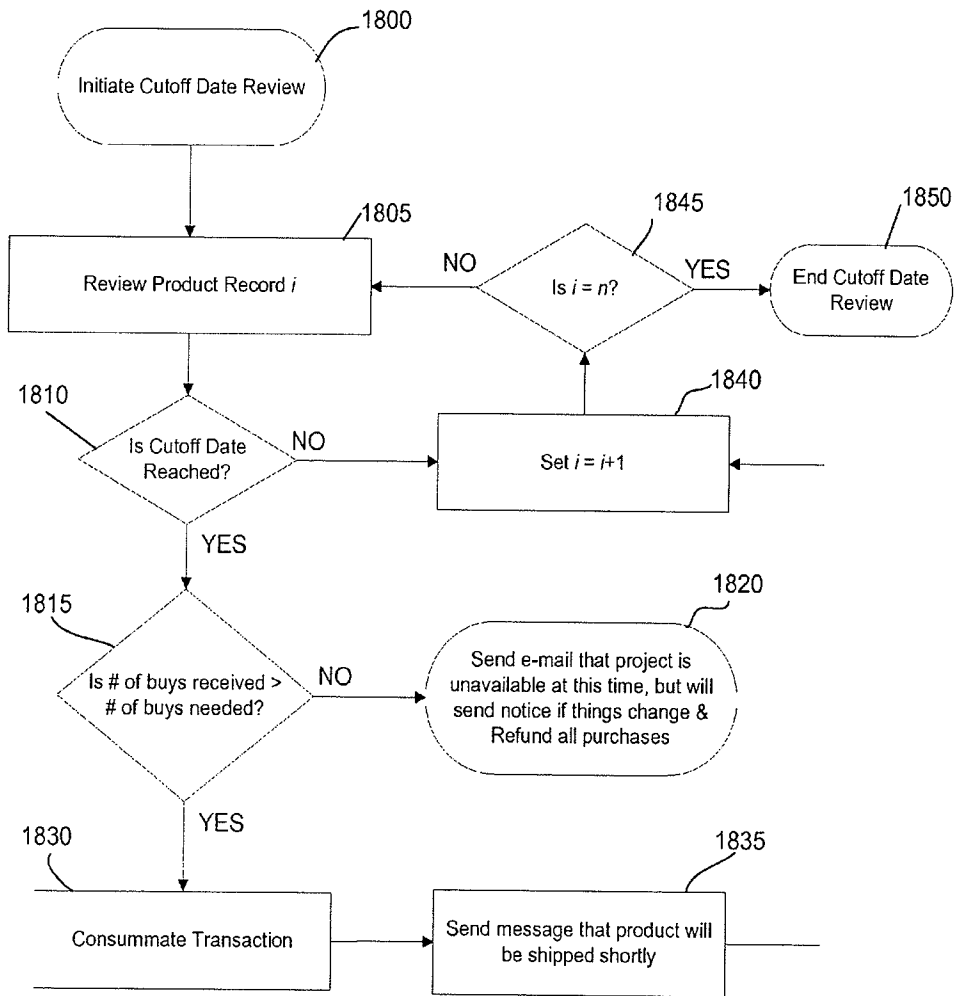 1800
Initiate Cutoff Date Review
1805
Review Product Record i
1845
Is i = n?
NO
YES
1850
End Cutoff Date
Review
1810
Is Cutoff Date
Reached?
NO
YES
1840
Set i = i+1
1815
Is # of buys received >
# of buys needed?
NO
YES
1820
Send e-mail that project is
unavailable at this time, but will
send notice if things change &
Refund all purchases
1830
Consummate Transaction
1835
Send message that product will
be shipped shortly